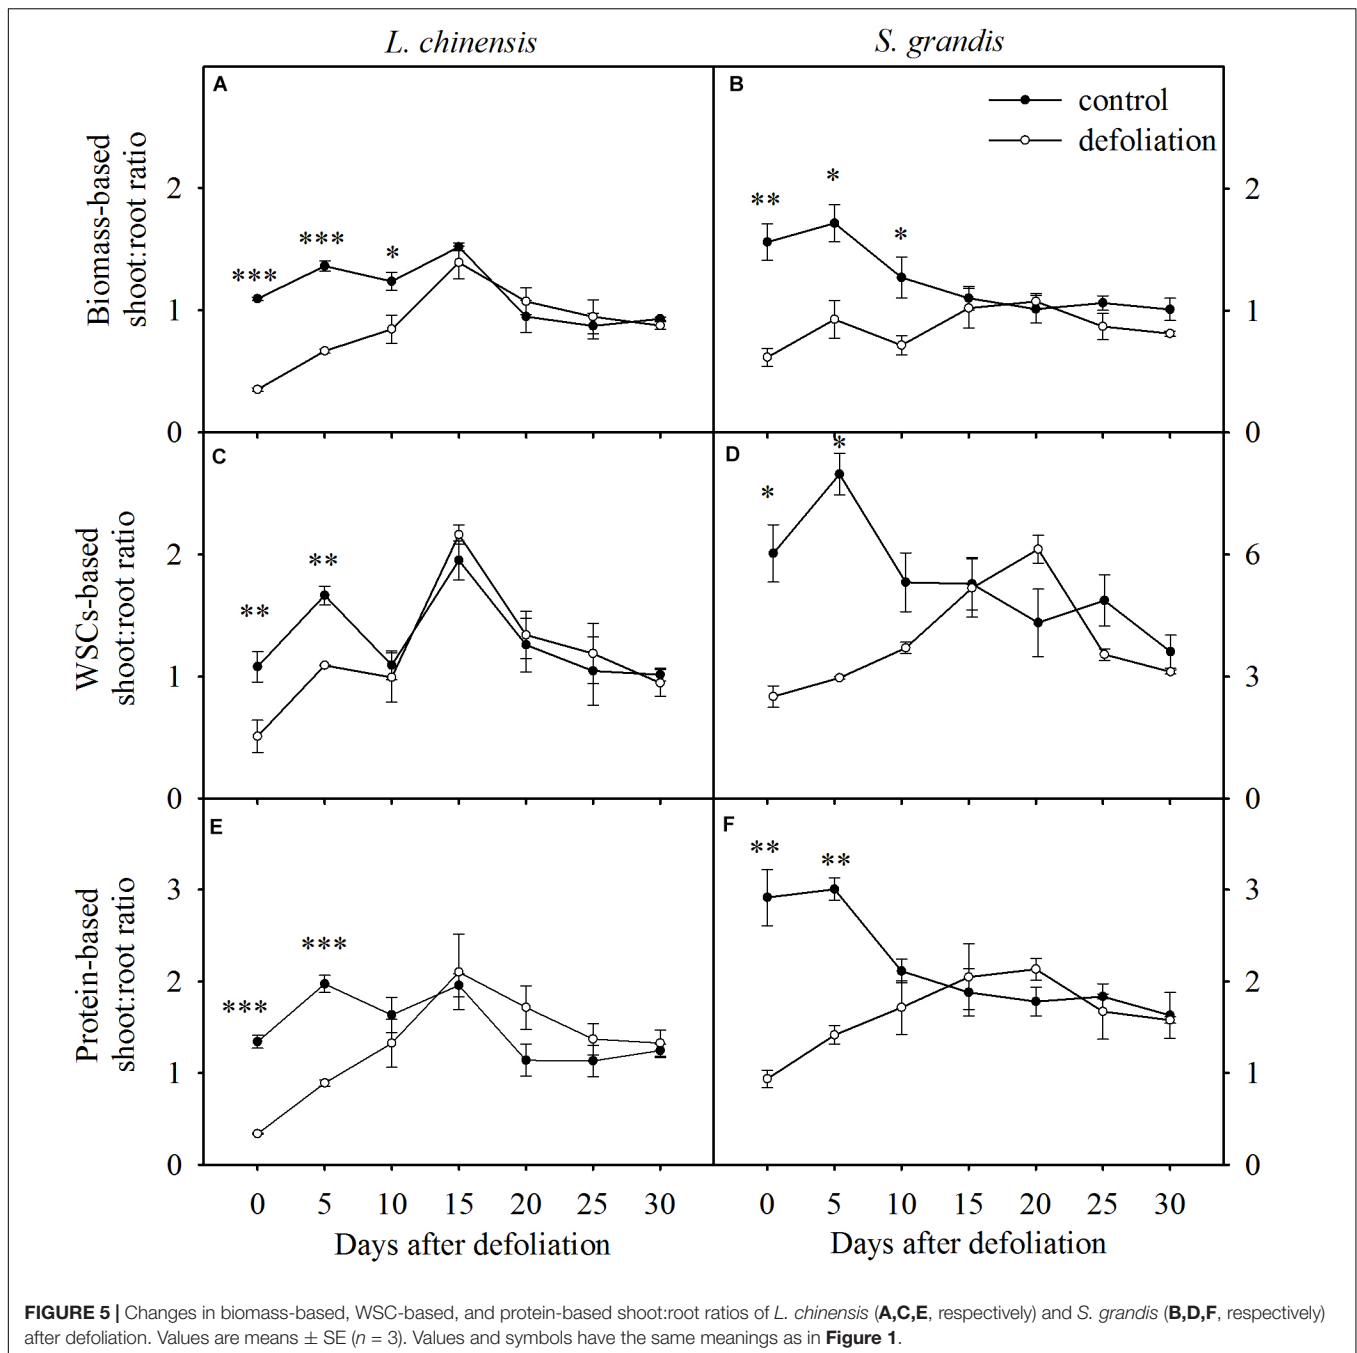 L. chinensis
S. grandis
A
B
control
defoliation
Biomass-based
shoot:root ratio
2
1
0
*** *** *
** * *
2
1
0
C
D
WSCs-based
shoot:root ratio
2
1
0
** **
* *
6
3
0
E
F
Protein-based
shoot:root ratio
3
2
1
0
*** ***
** **
3
2
1
0
0 5 10 15 20 25 30
0 5 10 15 20 25 30
Days after defoliation
Days after defoliation
FIGURE 5 | Changes in biomass-based, WSC-based, and protein-based shoot:root ratios of L. chinensis (A,C,E, respectively) and S. grandis (B,D,F, respectively)
after defoliation. Values are means ± SE (n = 3). Values and symbols have the same meanings as in Figure 1.